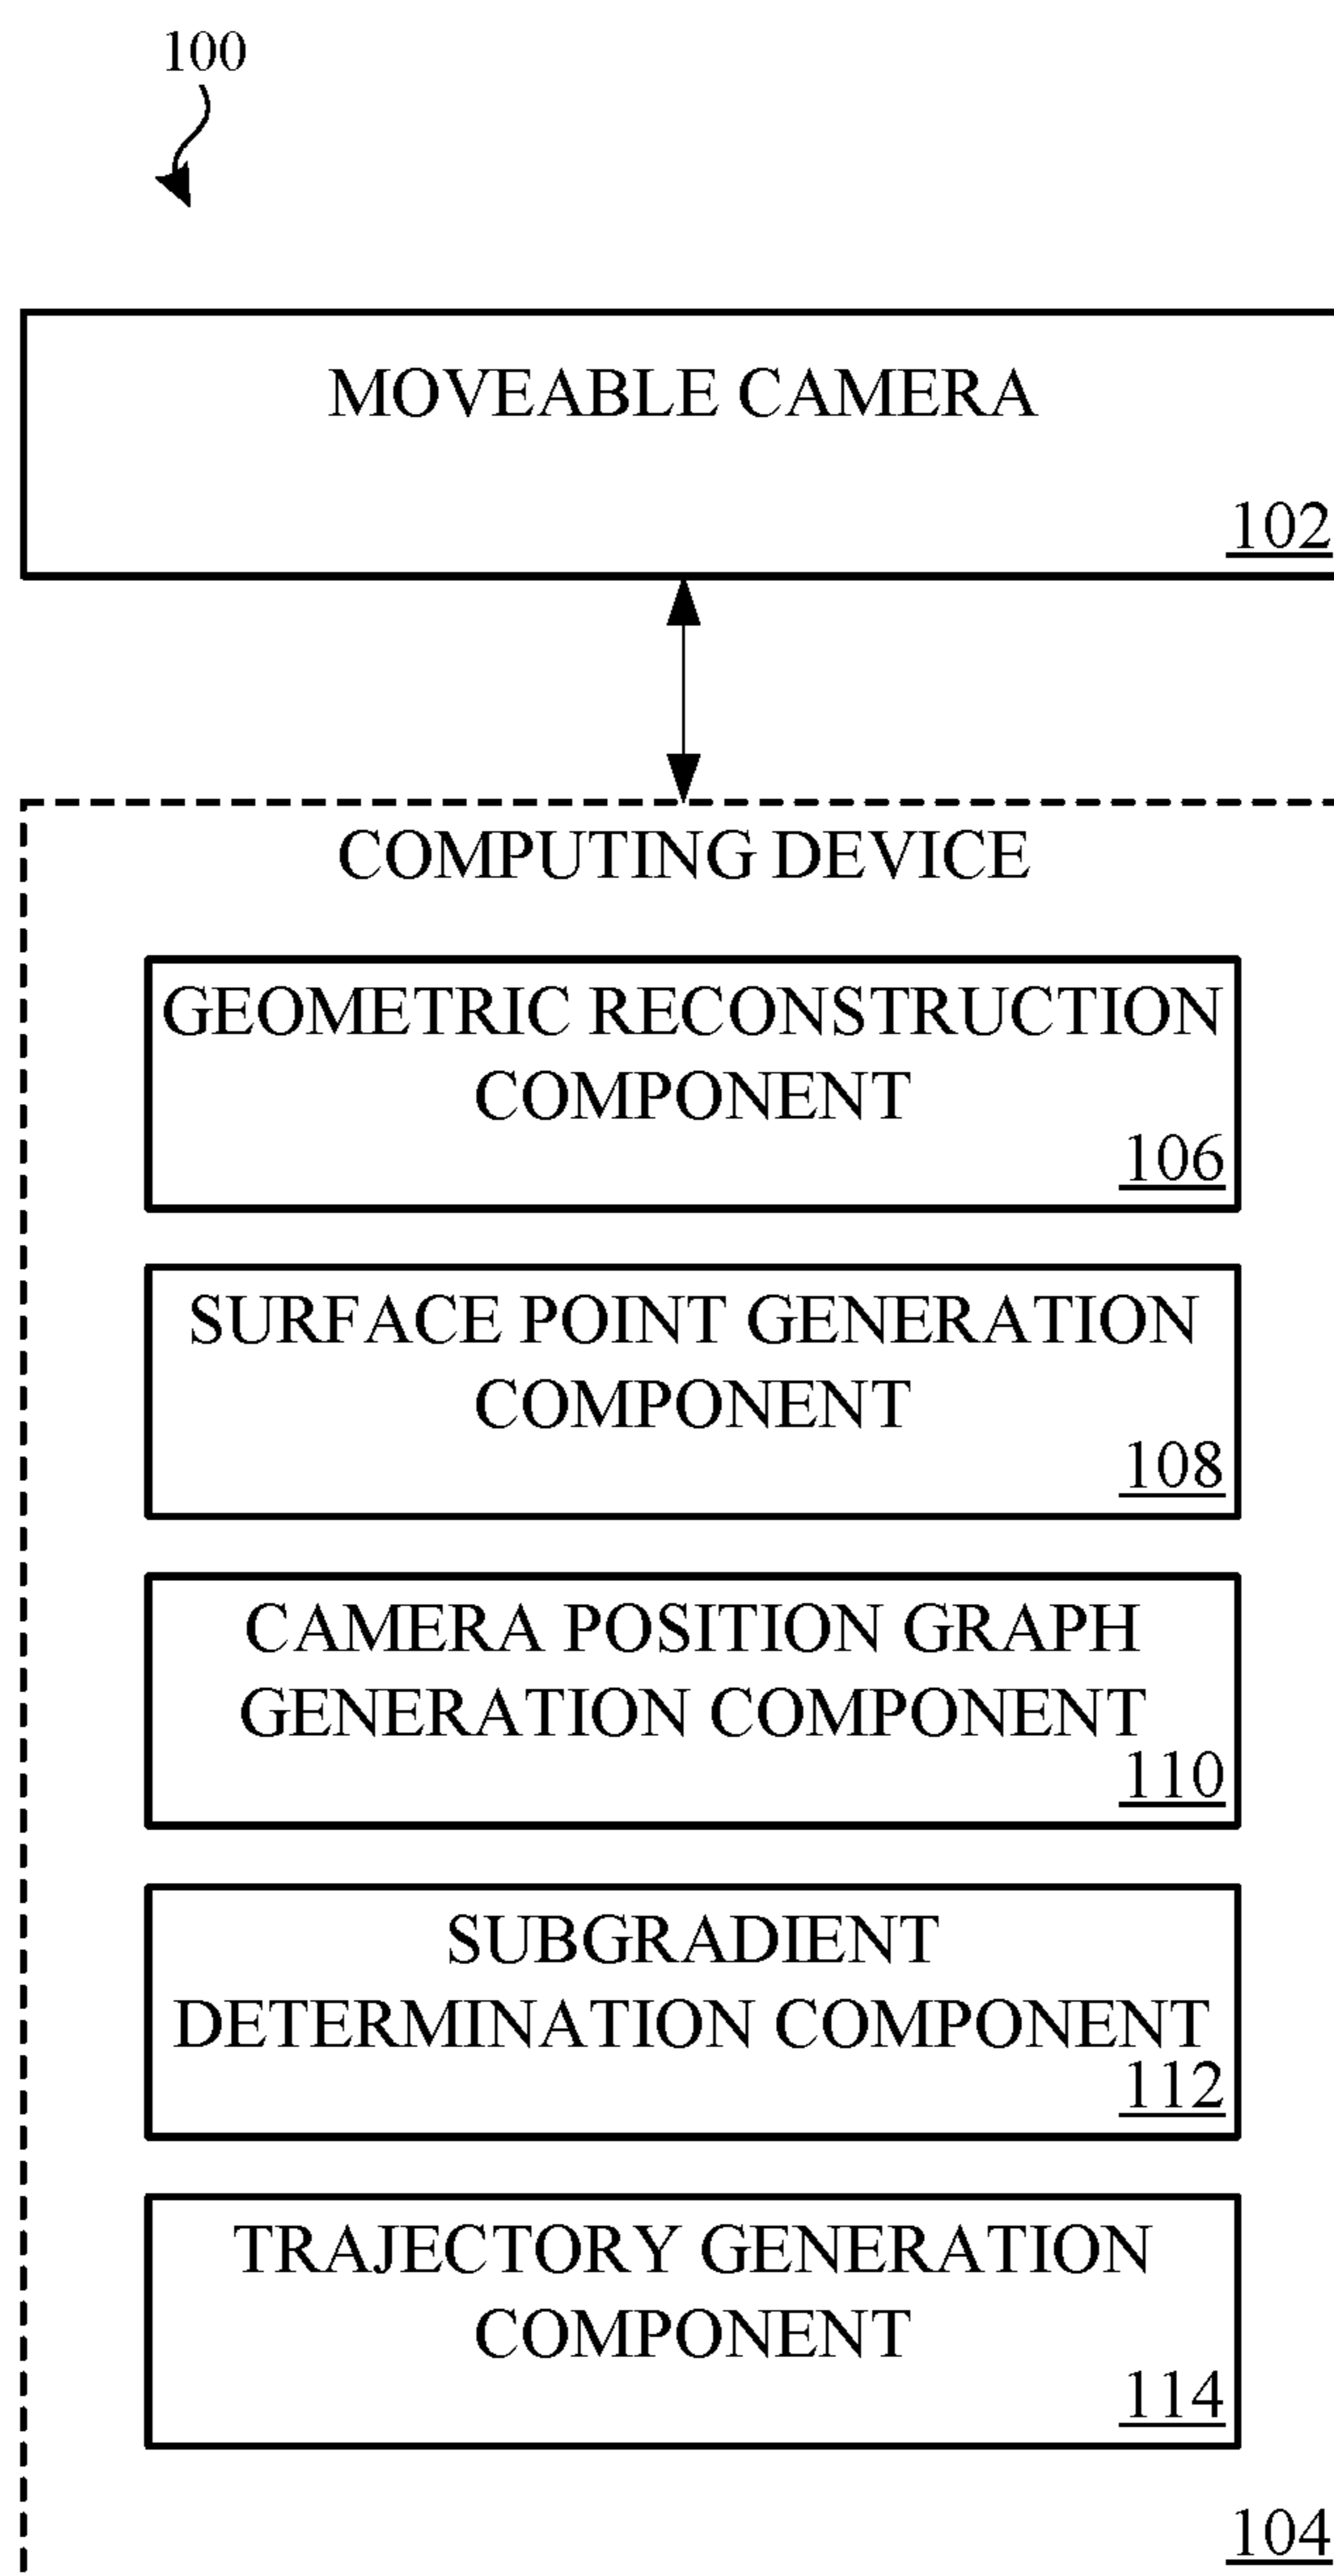 100
MOVEABLE CAMERA
102
COMPUTING DEVICE
GEOMETRIC RECONSTRUCTION
COMPONENT
106
SURFACE POINT GENERATION
COMPONENT
108
CAMERA POSITION GRAPH
GENERATION COMPONENT
110
SUBGRADIENT
DETERMINATION COMPONENT
112
TRAJECTORY GENERATION
COMPONENT
114
104